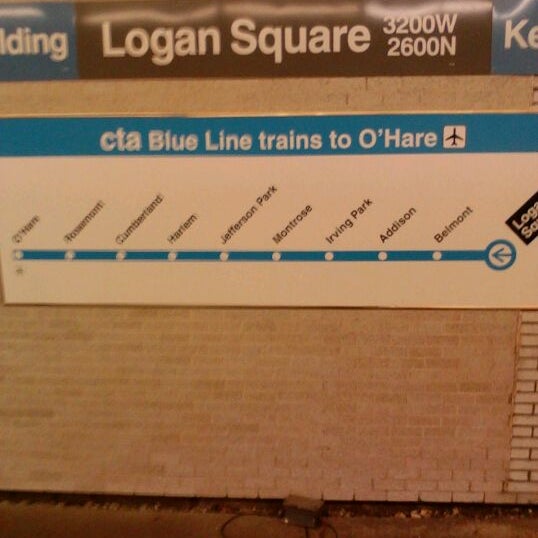 lding
Logan Square
3200W
2600N
Ke
cta Blue Line trains to O'Hare
O'Hare
Rosemont
Cumberland
Harlem
Jefferson Park
Montrose
Irving Park
Addison
Belmont
Loga
Sq